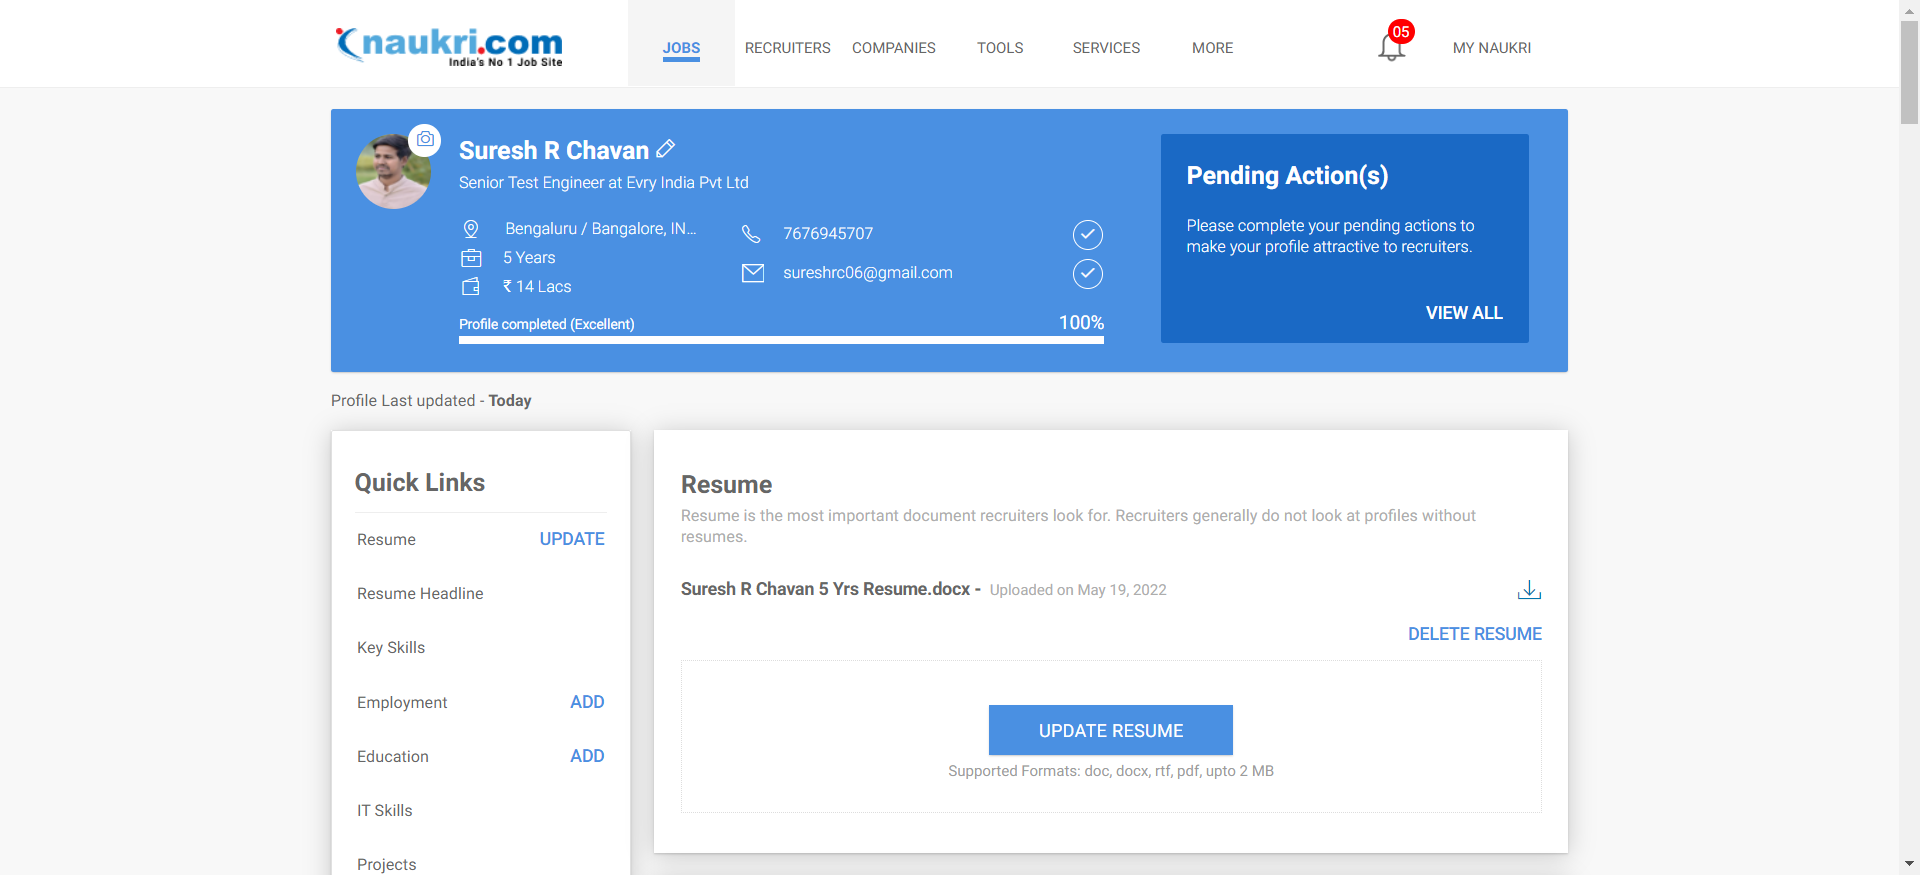 naukri.com
India's No 1 Job Site
JOBS
RECRUITERS
COMPANIES
TOOLS
SERVICES
MORE
05
MY NAUKRI
Suresh R Chavan
Senior Test Engineer at Evry India Pvt Ltd
Bengaluru / Bangalore, IN...
5 Years
₹ 14 Lacs
7676945707
sureshrc06@gmail.com
Profile completed (Excellent)
100%
Pending Action(s)
Please complete your pending actions to
make your profile attractive to recruiters.
VIEW ALL
Profile Last updated - Today
Quick Links
Resume
UPDATE
Resume Headline
Key Skills
Employment
ADD
Education
ADD
IT Skills
Projects
Resume
Resume is the most important document recruiters look for. Recruiters generally do not look at profiles without
resumes.
Suresh R Chavan 5 Yrs Resume.docx - Uploaded on May 19, 2022
DELETE RESUME
UPDATE RESUME
Supported Formats: doc, docx, rtf, pdf, upto 2 MB